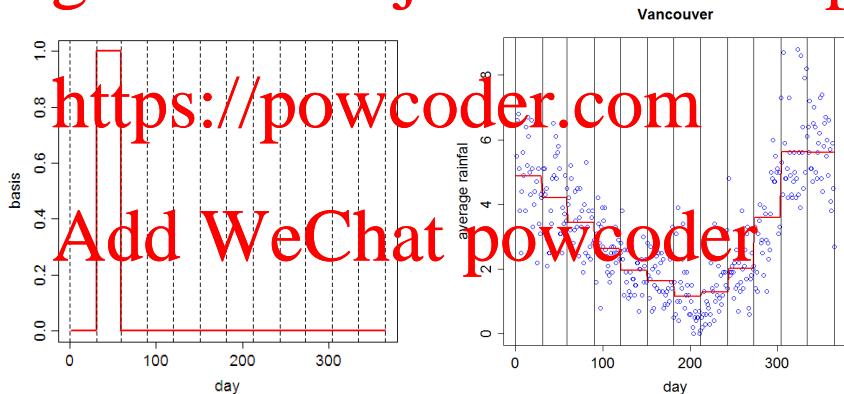 Vancouver
https://powcoder.com
Add WeChat powcoder
basis
0.0 0.2 0.4 0.6 0.8 1.0
0 100 200 300
day
average rainfall
0 2 4 6 8
0 100 200 300
day